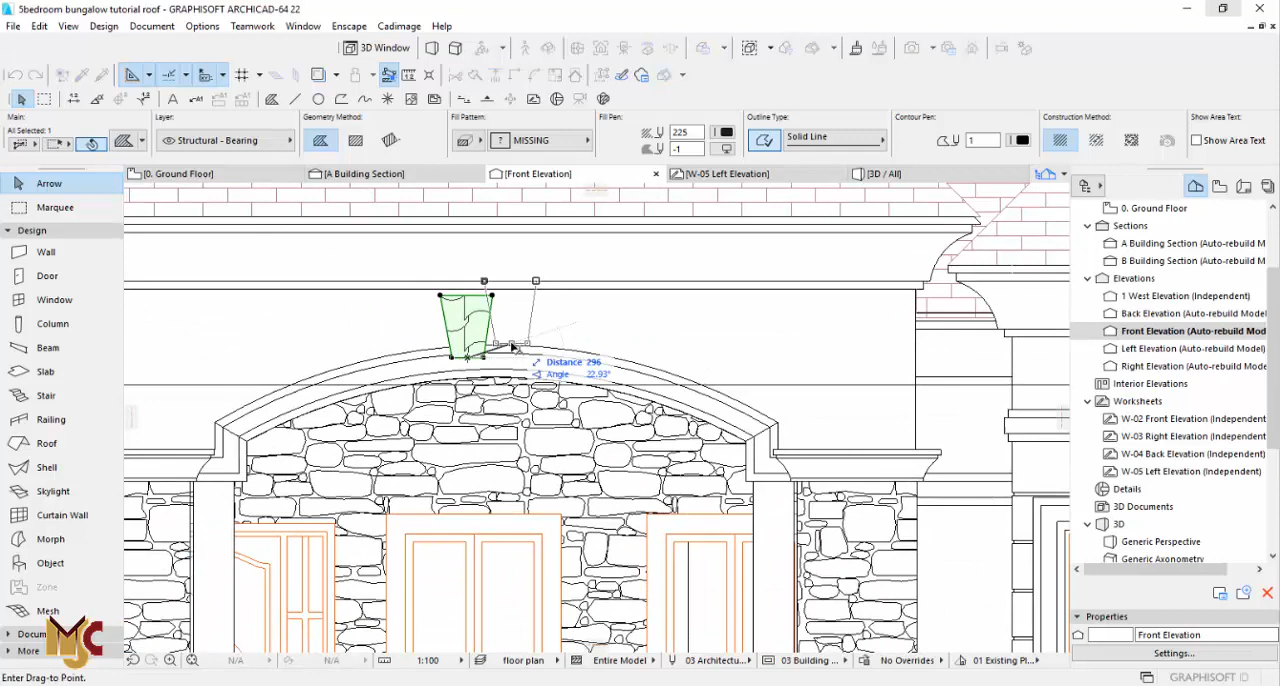 5bedroom bungalow tutorial roof - GRAPHISOFT ARCHICAD-64 22
File Edit View Design Document Options Teamwork Window Enscape Cadimage Help
3D Window
Main:
All Selected: 1
Layer:
Structural - Bearing
Geometry Method:
Fill Pattern:
? MISSING
Fill Pen:
225
-1
Outline Type:
Solid Line
Contour Pen:
1
Construction Method:
Show Area Text:
Show Area Text
[0. Ground Floor] [A Building Section] [Front Elevation] [W-05 Left Elevation] [3D / All]
Arrow
Marquee
Design
Wall
Door
Window
Column
Beam
Slab
Stair
Railing
Roof
Shell
Skylight
Curtain Wall
Morph
Object
Zone
Mesh
Docum
More
MSC
Distance 296
Angle 22.93°
0. Ground Floor
Sections
A Building Section (Auto-rebuild M
B Building Section (Auto-rebuild M
Elevations
1 West Elevation (Independent)
Back Elevation (Auto-rebuild Model
Front Elevation (Auto-rebuild Mod
Left Elevation (Auto-rebuild Model)
Right Elevation (Auto-rebuild Mode
Interior Elevations
Worksheets
W-02 Front Elevation (Independent
W-03 Right Elevation (Independent
W-04 Back Elevation (Independent
W-05 Left Elevation (Independent)
Details
3D Documents
3D
Generic Perspective
Generic Axonometry
Properties
Front Elevation
Settings...
N/A N/A 1:100 floor plan Entire Model 03 Architectu... 03 Building ... No Overrides 01 Existing Pl...
Enter Drag-to Point.
GRAPHISOFT ID